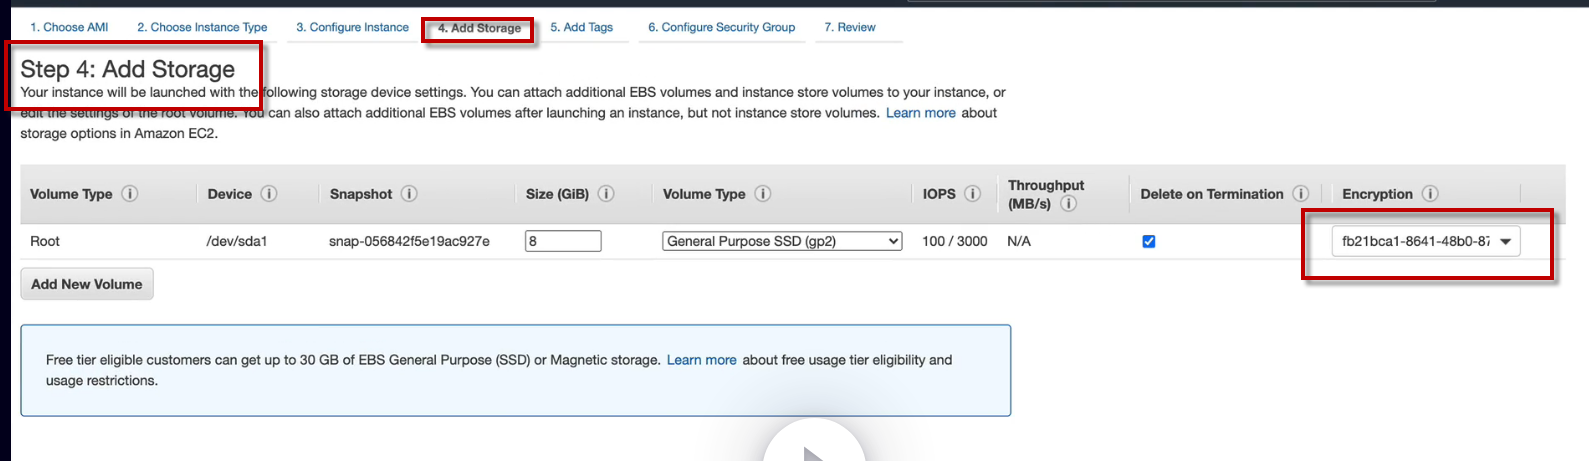 1. Choose AMI 2. Choose Instance Type 3. Configure Instance 4. Add Storage 5. Add Tags 6. Configure Security Group 7. Review
Step 4: Add Storage
Your instance will be launched with the following storage device settings. You can attach additional EBS volumes and instance store volumes to your instance, or
edit the settings of the root volume. You can also attach additional EBS volumes after launching an instance, but not instance store volumes. Learn more about
storage options in Amazon EC2.
Volume Type Device Snapshot Size (GiB) Volume Type IOPS Throughput (MB/s) Delete on Termination Encryption
Root /dev/sda1 snap-056842f5e19ac927e 8 General Purpose SSD (gp2) 100 / 3000 N/A fb21bca1-8641-48b0-87
Add New Volume
Free tier eligible customers can get up to 30 GB of EBS General Purpose (SSD) or Magnetic storage. Learn more about free usage tier eligibility and
usage restrictions.